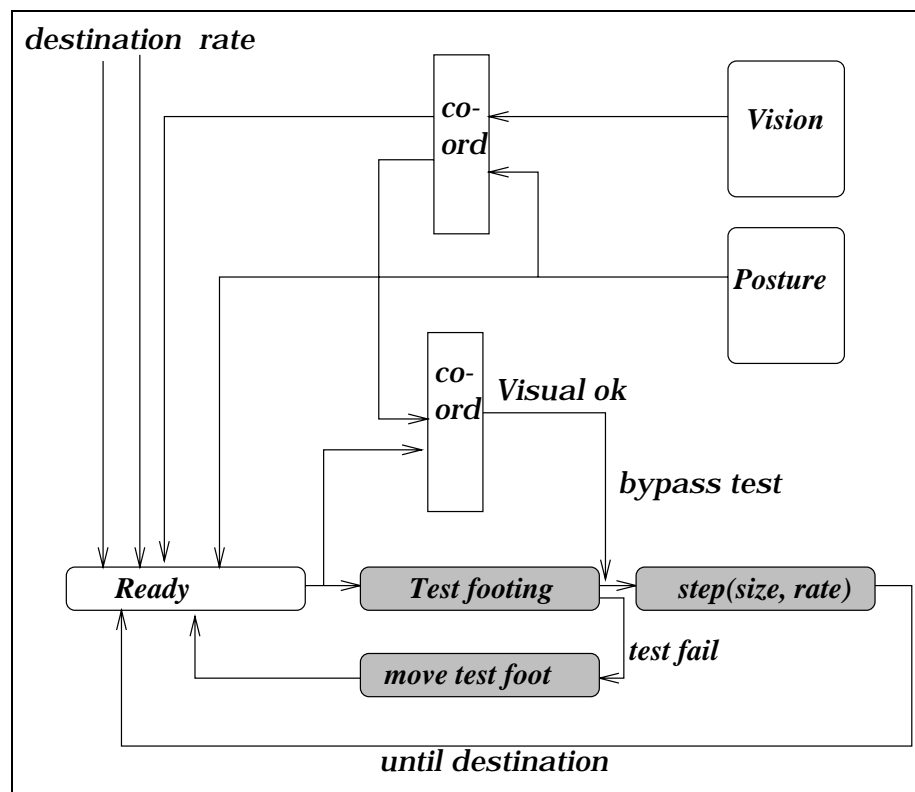 destination rate
co-
ord
Vision
Posture
co-
ord
Visual ok
bypass test
Ready
Test footing
step(size, rate)
test fail
move test foot
until destination